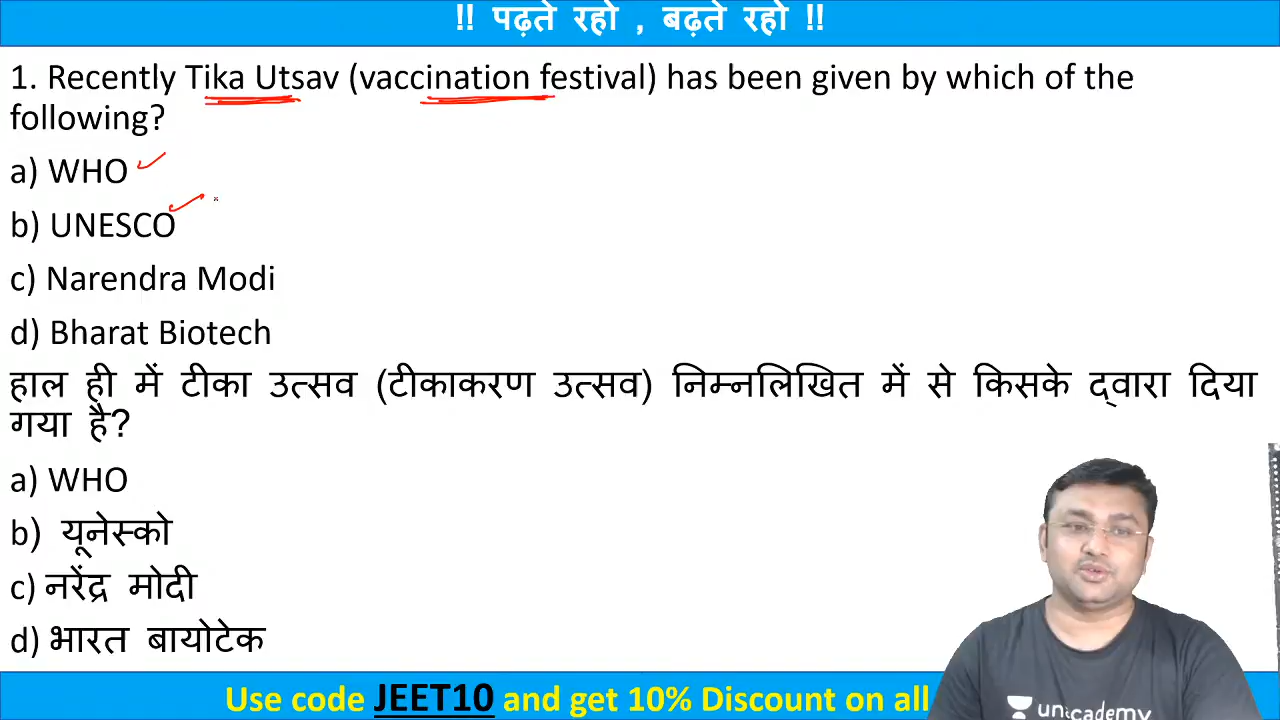 !! पढ़ते रहो , बढ़ते रहो !!
1. Recently Tika Utsav (vaccination festival) has been given by which of the
following?
a) WHO
b) UNESCO
c) Narendra Modi
d) Bharat Biotech
हाल ही में टीका उत्सव (टीकाकरण उत्सव) निम्नलिखित में से किसके द्वारा दिया
गया है?
a) WHO
b) यूनेस्को
c) नरेंद्र मोदी
d) भारत बायोटेक
Use code JEET10 and get 10% Discount on all
unacademy